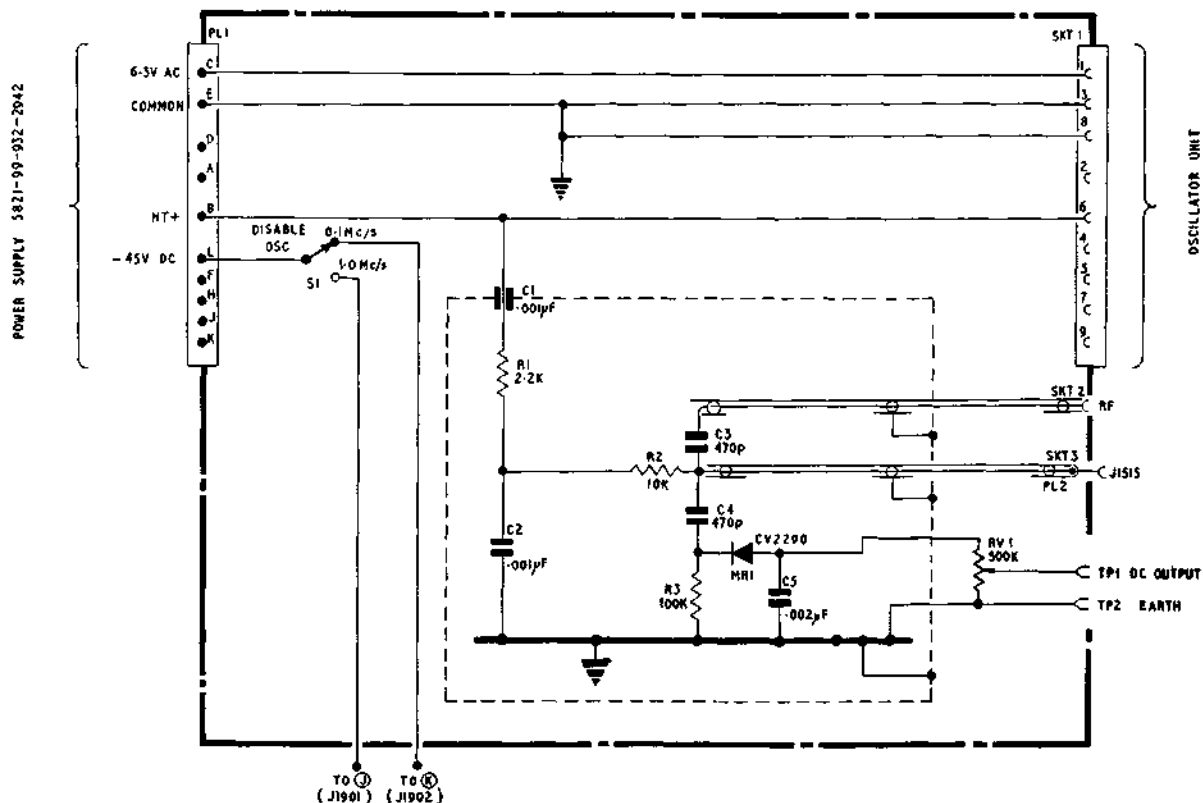 PL1
SKT 1
POWER SUPPLY 5821-99-932-2042
OSCILLATOR UNIT
6·3V AC
C
1
COMMON
E
3
8
D
A
2
HT+
B
6
DISABLE OSC
0.1Mc/s
4
-45V DC
L
F
S1
1·0Mc/s
5
H
J
K
7
9
C1
·001µF
R1
2·2K
SKT 2
RF
C3
470p
R2
10K
SKT3
PL2
J1515
C4
470p
C2
·001µF
CV2290
MR1
RV1
500K
TP1 DC OUTPUT
R3
100K
C5
·002µF
TP2 EARTH
TO J
(J1901)
TO K
(J1902)